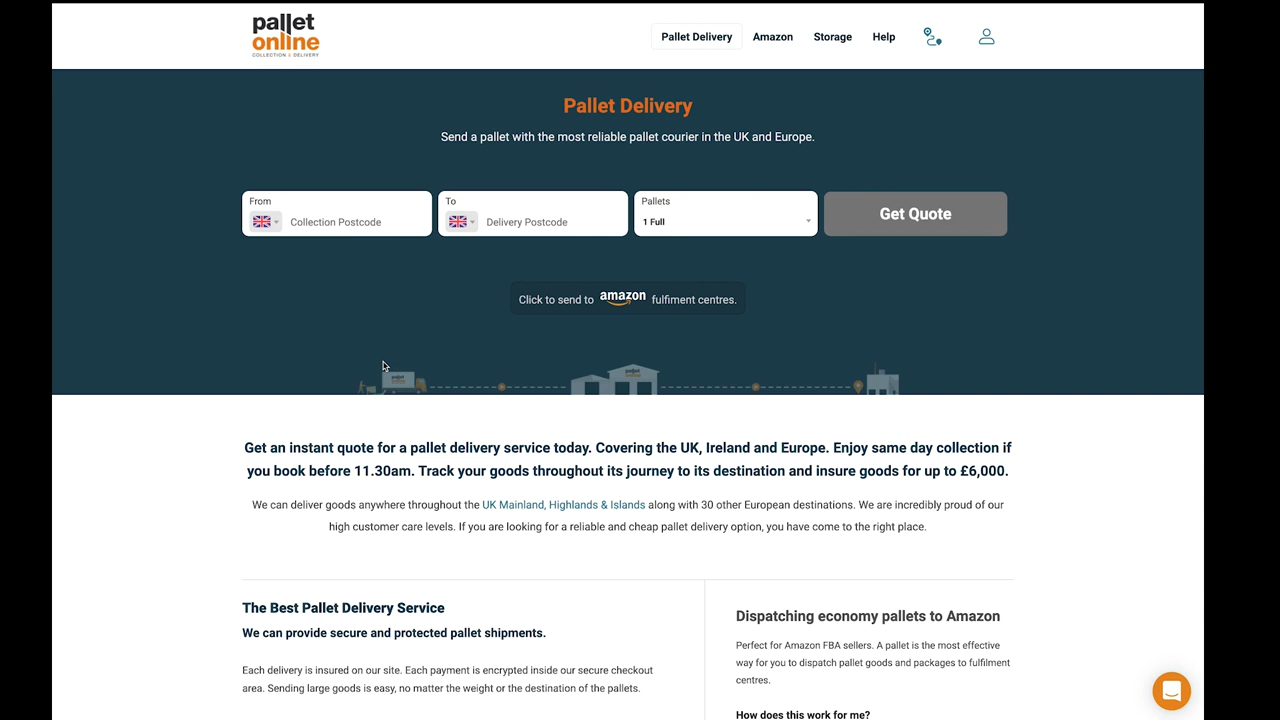 pallet
online
COLLECTION & DELIVERY
Pallet Delivery
Amazon
Storage
Help
Pallet Delivery
Send a pallet with the most reliable pallet courier in the UK and Europe.
From
Collection Postcode
To
Delivery Postcode
Pallets
1 Full
Get Quote
Click to send to amazon fulfiment centres.
pallet
online
pallet
online
Get an instant quote for a pallet delivery service today. Covering the UK, Ireland and Europe. Enjoy same day collection if
you book before 11.30am. Track your goods throughout its journey to its destination and insure goods for up to £6,000.
We can deliver goods anywhere throughout the UK Mainland, Highlands & Islands along with 30 other European destinations. We are incredibly proud of our
high customer care levels. If you are looking for a reliable and cheap pallet delivery option, you have come to the right place.
The Best Pallet Delivery Service
We can provide secure and protected pallet shipments.
Each delivery is insured on our site. Each payment is encrypted inside our secure checkout
area. Sending large goods is easy, no matter the weight or the destination of the pallets.
Dispatching economy pallets to Amazon
Perfect for Amazon FBA sellers. A pallet is the most effective
way for you to dispatch pallet goods and packages to fulfilment
centres.
How does this work for me?